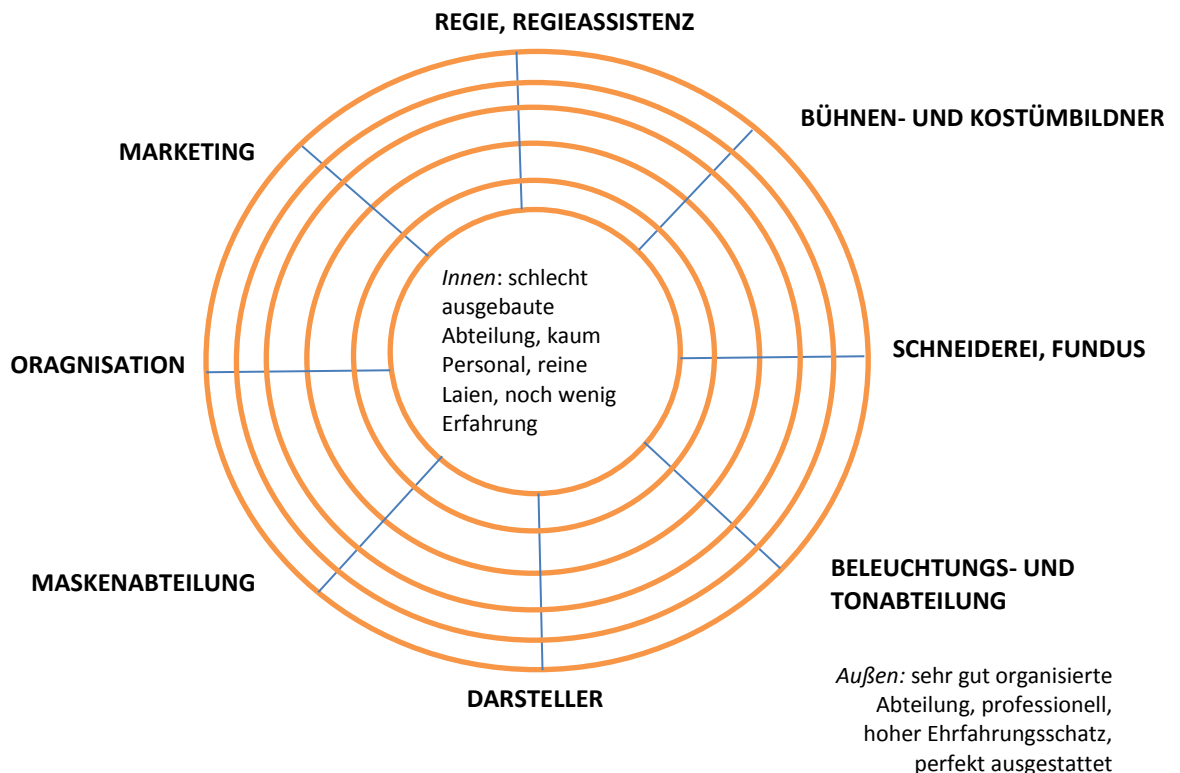 REGIE, REGIEASSISTENZ
BÜHNEN- UND KOSTÜMBILDNER
MARKETING
Innen: schlecht
ausgebaute
Abteilung, kaum
Personal, reine
Laien, noch wenig
Erfahrung
ORAGNISATION
SCHNEIDEREI, FUNDUS
MASKENABTEILUNG
BELEUCHTUNGS- UND
TONABTEILUNG
DARSTELLER
Außen: sehr gut organisierte
Abteilung, professionell,
hoher Ehrfahrungsschatz,
perfekt ausgestattet